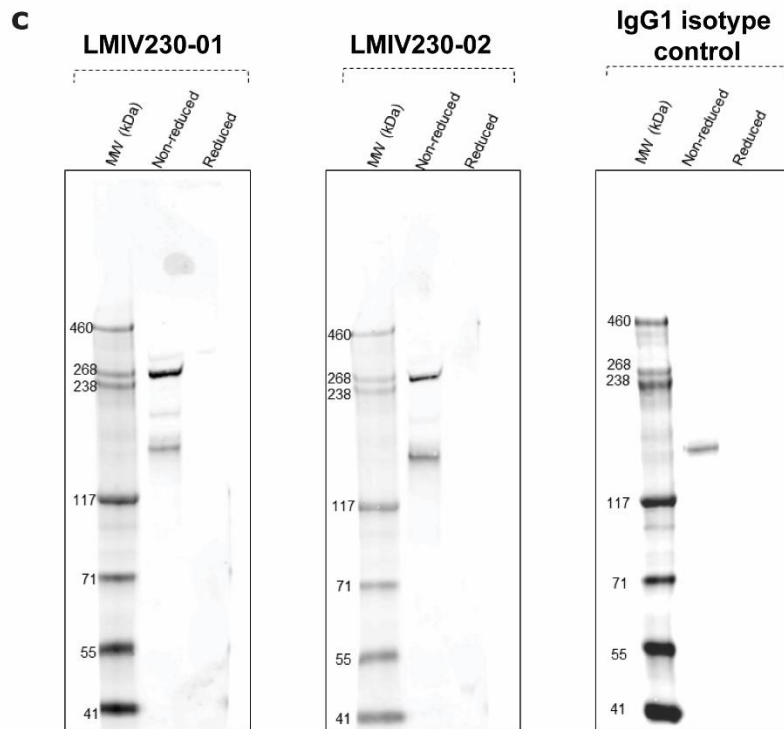 c
LMIV230-01
LMIV230-02
IgG1 isotype
control
MW (kDa)
Non-reduced
Reduced
MW (kDa)
Non-reduced
Reduced
MW (kDa)
Non-reduced
Reduced
460
268
238
117
71
55
41
460
268
238
117
71
55
41
460
268
238
117
71
55
41